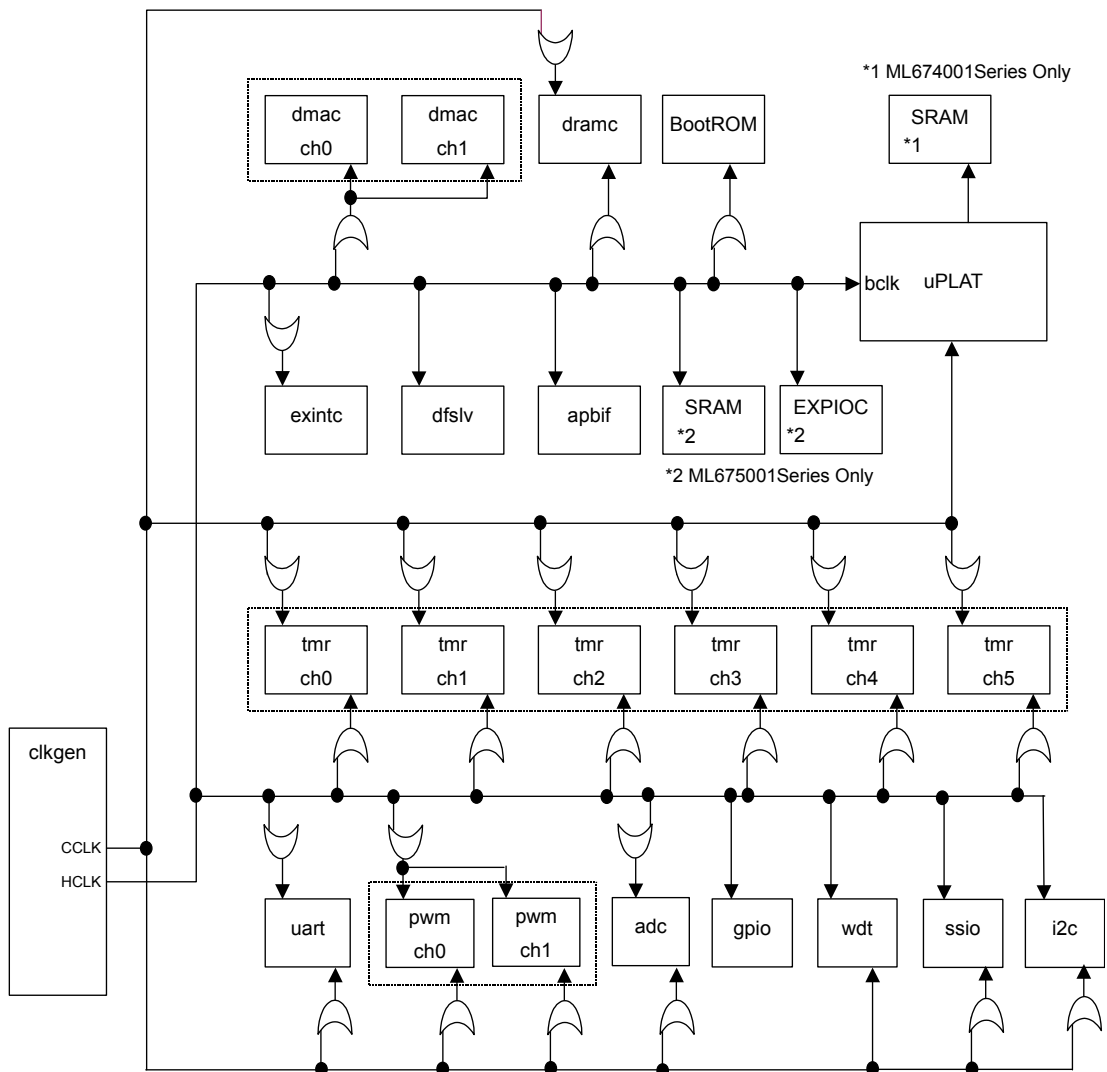 *1 ML674001Series Only
dmac
ch0
dmac
ch1
dramc
BootROM
SRAM
*1
bclk
uPLAT
exintc
dfslv
apbif
SRAM
*2
EXPIOC
*2
*2 ML675001Series Only
tmr
ch0
tmr
ch1
tmr
ch2
tmr
ch3
tmr
ch4
tmr
ch5
clkgen
CCLK
HCLK
uart
pwm
ch0
pwm
ch1
adc
gpio
wdt
ssio
i2c